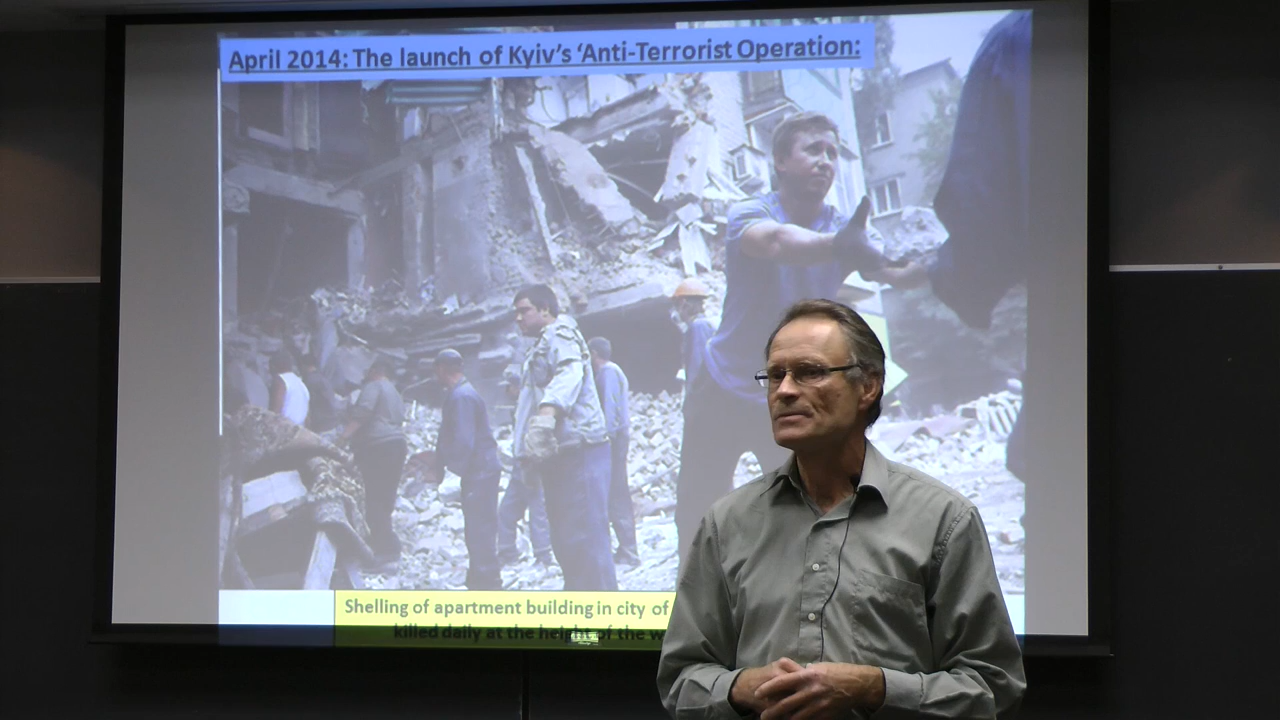 April 2014: The launch of Kyiv's 'Anti-Terrorist Operation:
Shelling of apartment building in city of
killed daily at the height of the w